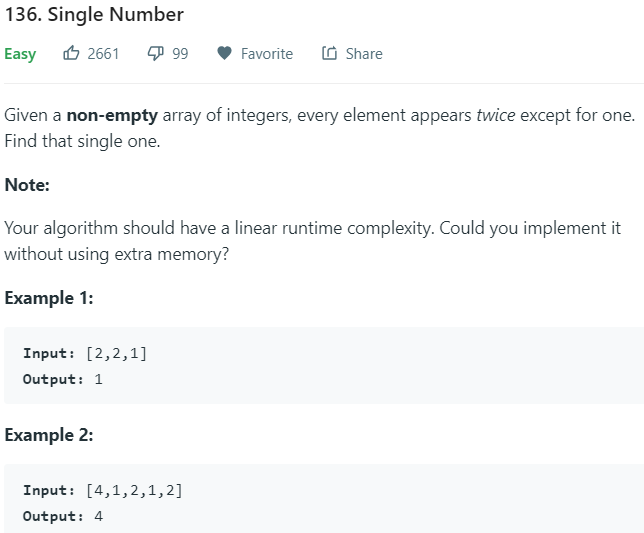 136. Single Number
Easy 2661 99 Favorite Share
Given a non-empty array of integers, every element appears twice except for one.
Find that single one.
Note:
Your algorithm should have a linear runtime complexity. Could you implement it
without using extra memory?
Example 1:
Input: [2,2,1]
Output: 1
Example 2:
Input: [4,1,2,1,2]
Output: 4